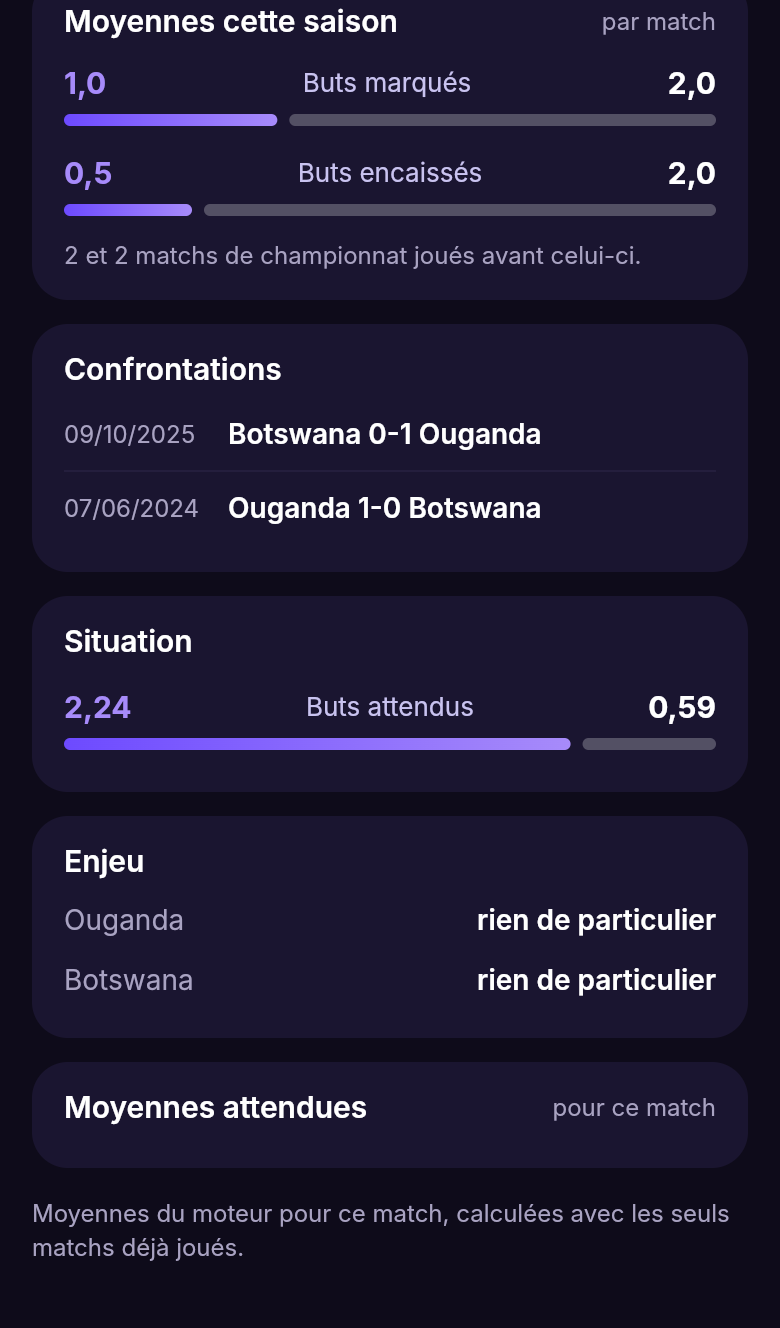 Moyennes cette saison par match
1,0 Buts marqués 2,0
0,5 Buts encaissés 2,0
2 et 2 matchs de championnat joués avant celui-ci.
Confrontations
09/10/2025 Botswana 0-1 Ouganda
07/06/2024 Ouganda 1-0 Botswana
Situation
2,24 Buts attendus 0,59
Enjeu
Ouganda rien de particulier
Botswana rien de particulier
Moyennes attendues pour ce match
Moyennes du moteur pour ce match, calculées avec les seuls
matchs déjà joués.